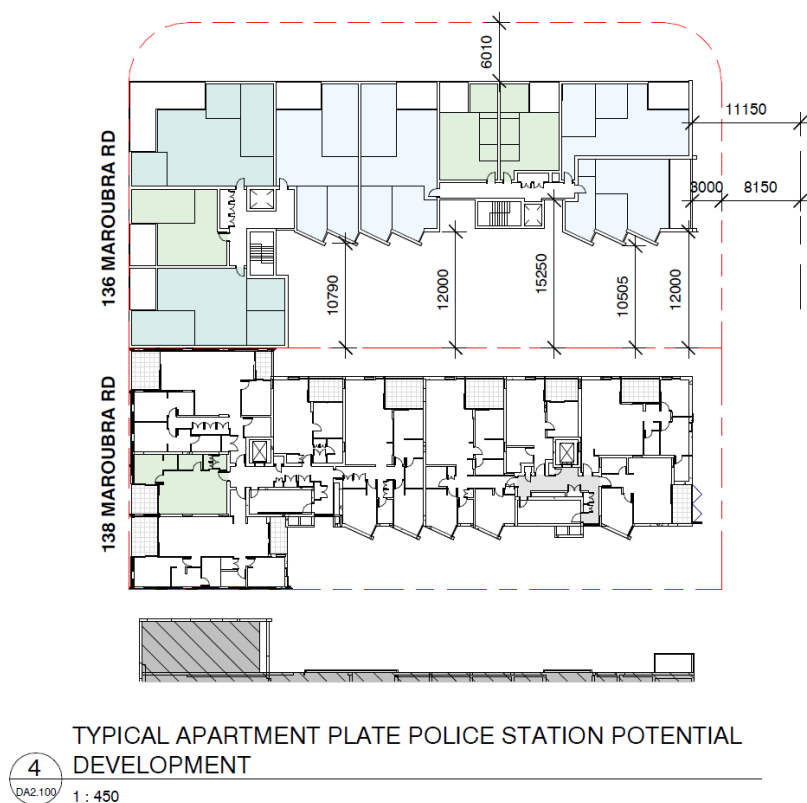 6010
11150
3000
8150
136 MAROUBRA RD
10790
12000
15250
10505
12000
138 MAROUBRA RD
TYPICAL APARTMENT PLATE POLICE STATION POTENTIAL
DEVELOPMENT
4
DA2.100
1 : 450